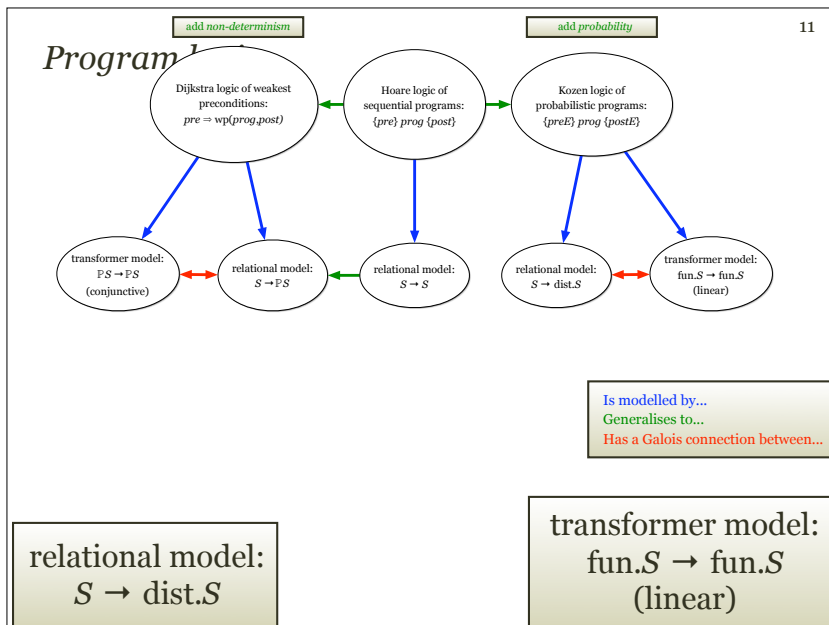 add non-determinism
add probability
11
Program
Dijkstra logic of weakest
preconditions:
pre ⇒ wp(prog,post)
Hoare logic of
sequential programs:
{pre} prog {post}
Kozen logic of
probabilistic programs:
{preE} prog {postE}
transformer model:
ℙS → ℙS
(conjunctive)
relational model:
S → ℙS
relational model:
S → S
relational model:
S → dist.S
transformer model:
fun.S → fun.S
(linear)
Is modelled by...
Generalises to...
Has a Galois connection between...
relational model:
S → dist.S
transformer model:
fun.S → fun.S
(linear)